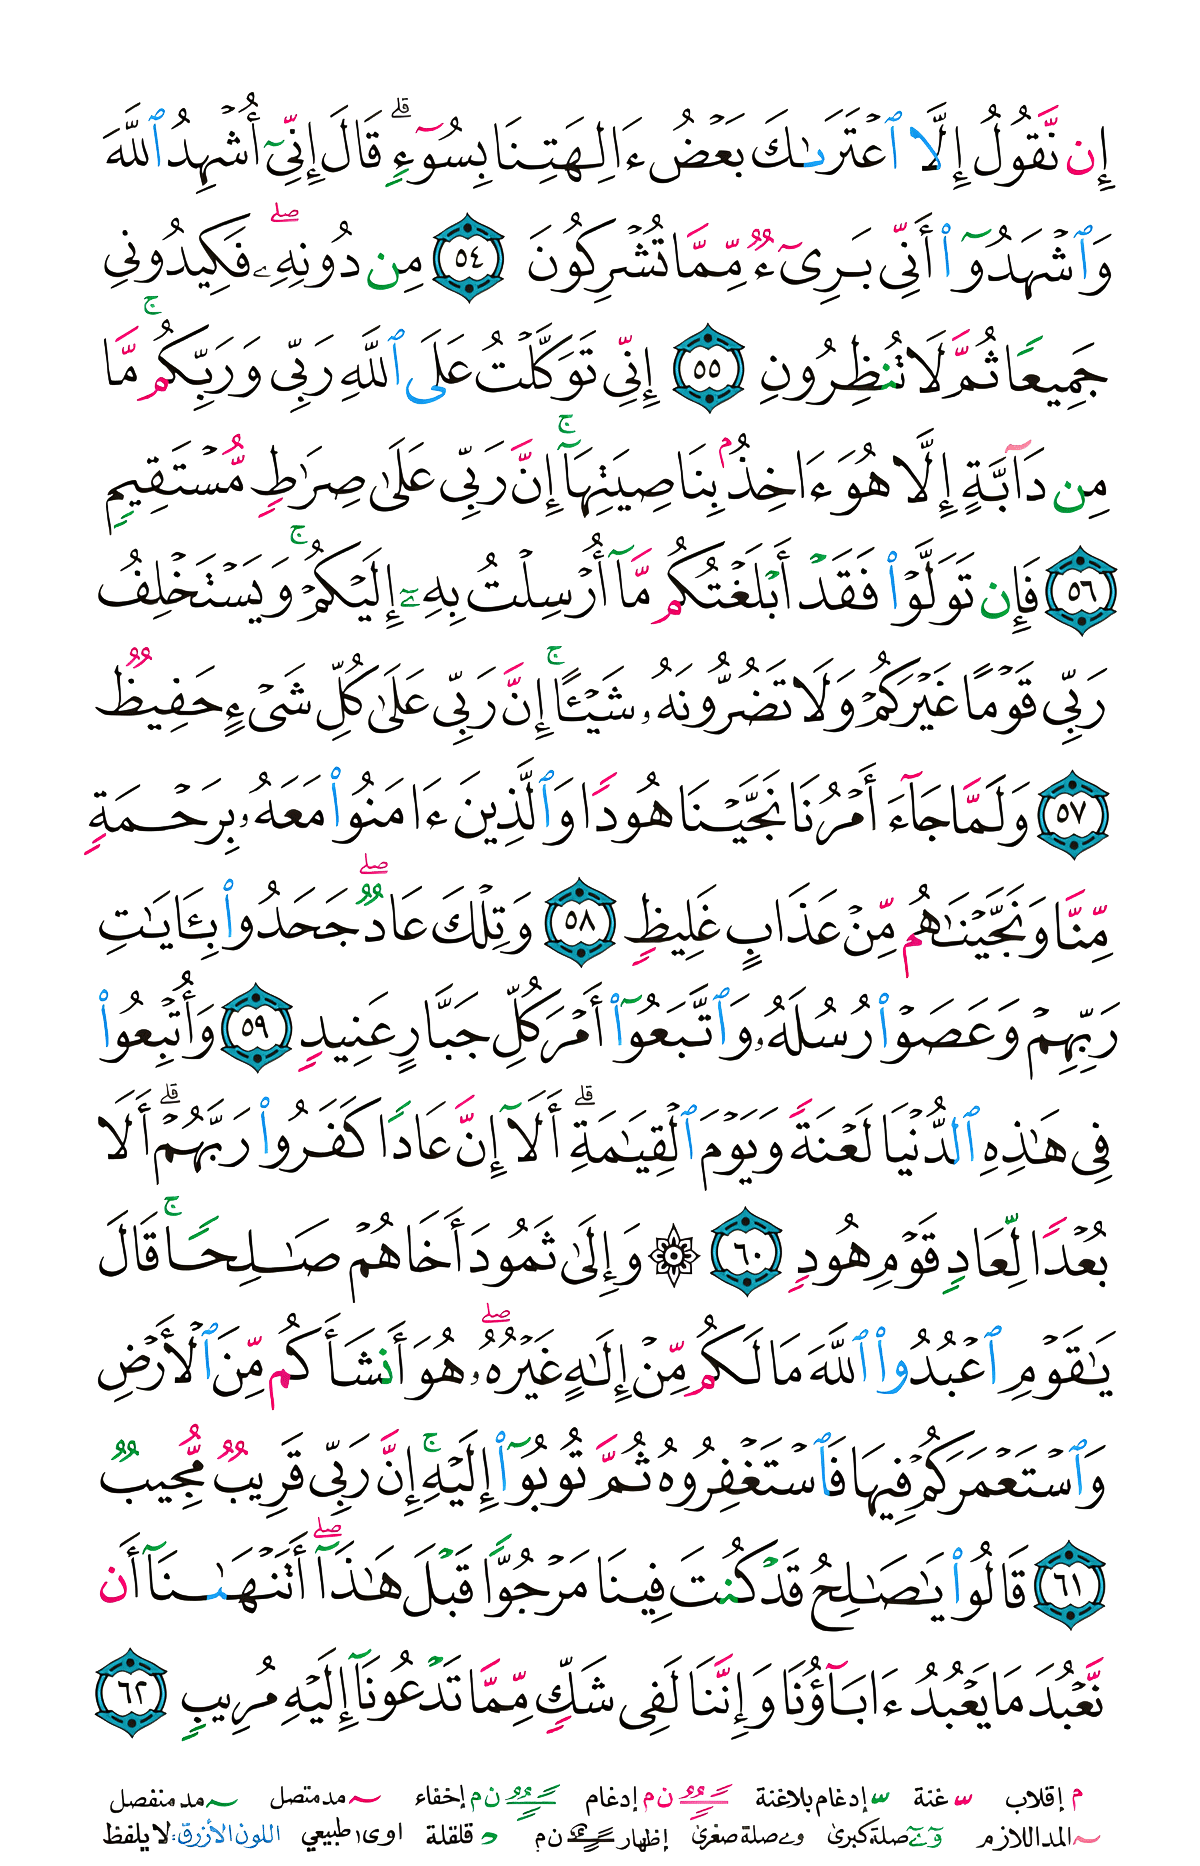 إِن نَّقُولُ إِلَّا ٱعۡتَرَىٰكَ بَعۡضُ ءَالِهَتِنَا بِسُوٓءٖۗ قَالَ إِنِّيٓ أُشۡهِدُ ٱللَّهَ
وَٱشۡهَدُوٓاْ أَنِّي بَرِيٓءٞ مِّمَّا تُشۡرِكُونَ ٥٤ مِن دُونِهِۦۖ فَكِيدُونِي
جَمِيعٗا ثُمَّ لَا تُنظِرُونِ ٥٥ إِنِّي تَوَكَّلۡتُ عَلَى ٱللَّهِ رَبِّي وَرَبِّكُمۚ مَّا
مِن دَآبَّةٍ إِلَّا هُوَ ءَاخِذُۢ بِنَاصِيَتِهَآۚ إِنَّ رَبِّي عَلَىٰ صِرَٰطٖ مُّسۡتَقِيمٖ
٥٦ فَإِن تَوَلَّوۡاْ فَقَدۡ أَبۡلَغۡتُكُم مَّآ أُرۡسِلۡتُ بِهِۦٓ إِلَيۡكُمۡۚ وَيَسۡتَخۡلِفُ
رَبِّي قَوۡمًا غَيۡرَكُمۡ وَلَا تَضُرُّونَهُۥ شَيۡـًٔاۚ إِنَّ رَبِّي عَلَىٰ كُلِّ شَيۡءٍ حَفِيظٞ
٥٧ وَلَمَّا جَآءَ أَمۡرُنَا نَجَّيۡنَا هُودٗا وَٱلَّذِينَ ءَامَنُواْ مَعَهُۥ بِرَحۡمَةٖ
مِّنَّا وَنَجَّيۡنَٰهُم مِّنۡ عَذَابٍ غَلِيظٖ ٥٨ وَتِلۡكَ عَادٞۖ جَحَدُواْ بِـَٔايَٰتِ
رَبِّهِمۡ وَعَصَوۡاْ رُسُلَهُۥ وَٱتَّبَعُوٓاْ أَمۡرَ كُلِّ جَبَّارٍ عَنِيدٖ ٥٩ وَأُتۡبِعُواْ
فِي هَٰذِهِ ٱلدُّنۡيَا لَعۡنَةٗ وَيَوۡمَ ٱلۡقِيَٰمَةِۗ أَلَآ إِنَّ عَادٗا كَفَرُواْ رَبَّهُمۡۗ أَلَا
بُعۡدٗا لِّعَادٖ قَوۡمِ هُودٖ ٦٠ ۞ وَإِلَىٰ ثَمُودَ أَخَاهُمۡ صَٰلِحٗاۚ قَالَ
يَٰقَوۡمِ ٱعۡبُدُواْ ٱللَّهَ مَا لَكُم مِّنۡ إِلَٰهٍ غَيۡرُهُۥۖ هُوَ أَنشَأَكُم مِّنَ ٱلۡأَرۡضِ
وَٱسۡتَعۡمَرَكُمۡ فِيهَا فَٱسۡتَغۡفِرُوهُ ثُمَّ تُوبُوٓاْ إِلَيۡهِۚ إِنَّ رَبِّي قَرِيبٞ مُّجِيبٞ
٦١ قَالُواْ يَٰصَٰلِحُ قَدۡ كُنتَ فِينَا مَرۡجُوّٗا قَبۡلَ هَٰذَآۖ أَتَنۡهَىٰنَآ أَن
نَّعۡبُدَ مَا يَعۡبُدُ ءَابَآؤُنَا وَإِنَّنَا لَفِي شَكّٖ مِّمَّا تَدۡعُونَآ إِلَيۡهِ مُرِيبٖ ٦٢
م إقلاب غنة إدغام بلاغنة ن م إدغام ن م إخفاء مد متصل مد منفصل
المد اللازم صلة كبرى صلة صغرى إظهار ن م قلقلة اوى طبيعي اللون الأزرق: لا يلفظ